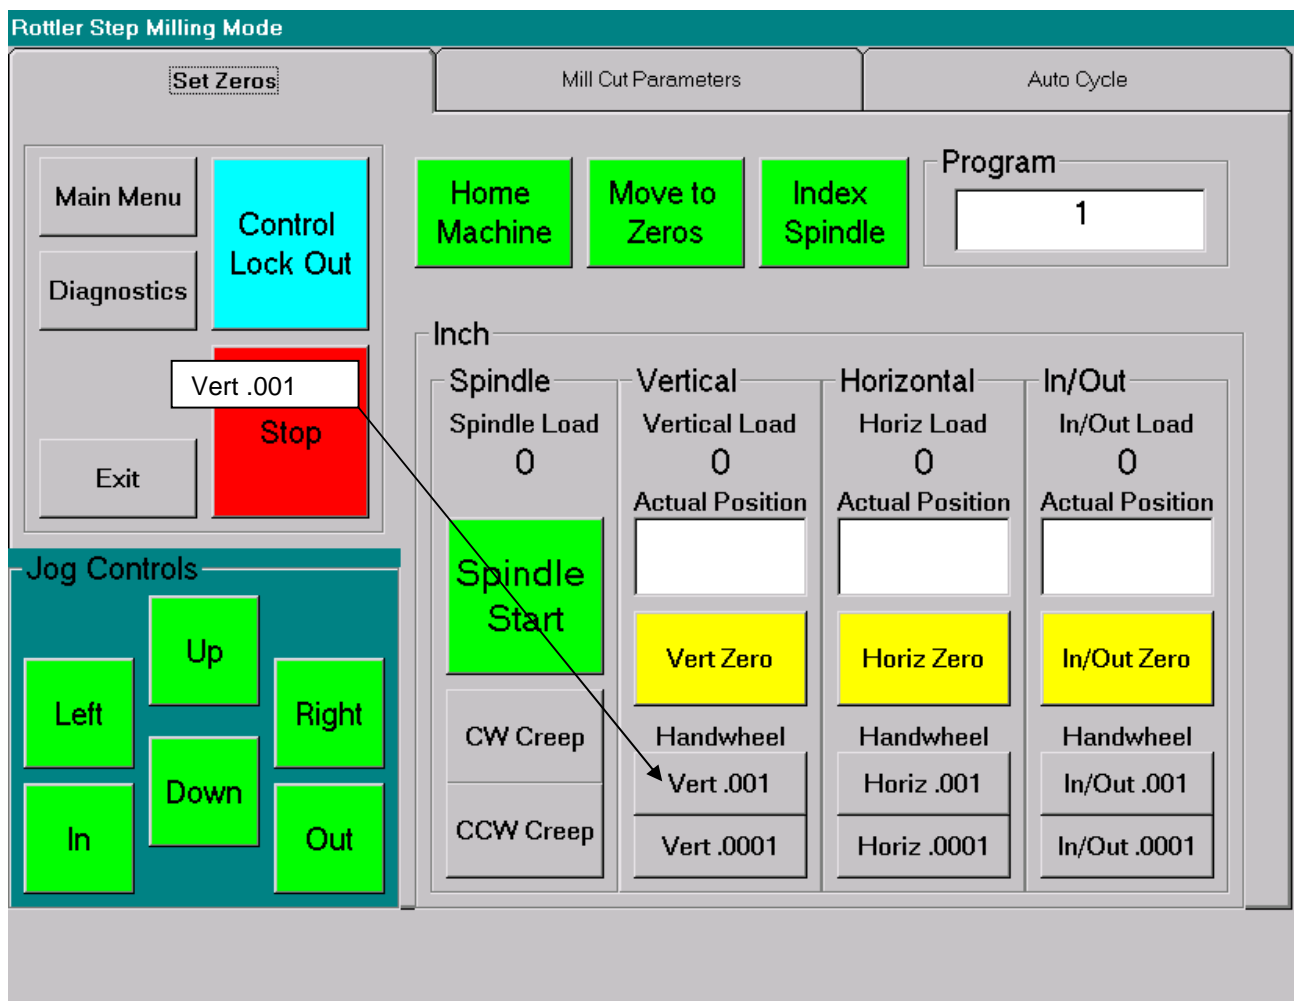 Rottler Step Milling Mode
Set Zeros
Mill Cut Parameters
Auto Cycle
Main Menu
Diagnostics
Exit
Control
Lock Out
Vert .001
Stop
Home
Machine
Move to
Zeros
Index
Spindle
Program
1
Jog Controls
Up
Left
Right
Down
In
Out
Inch
Spindle
Spindle Load
0
Spindle
Start
CW Creep
CCW Creep
Vertical
Vertical Load
0
Actual Position
Vert Zero
Handwheel
Vert .001
Vert .0001
Horizontal
Horiz Load
0
Actual Position
Horiz Zero
Handwheel
Horiz .001
Horiz .0001
In/Out
In/Out Load
0
Actual Position
In/Out Zero
Handwheel
In/Out .001
In/Out .0001